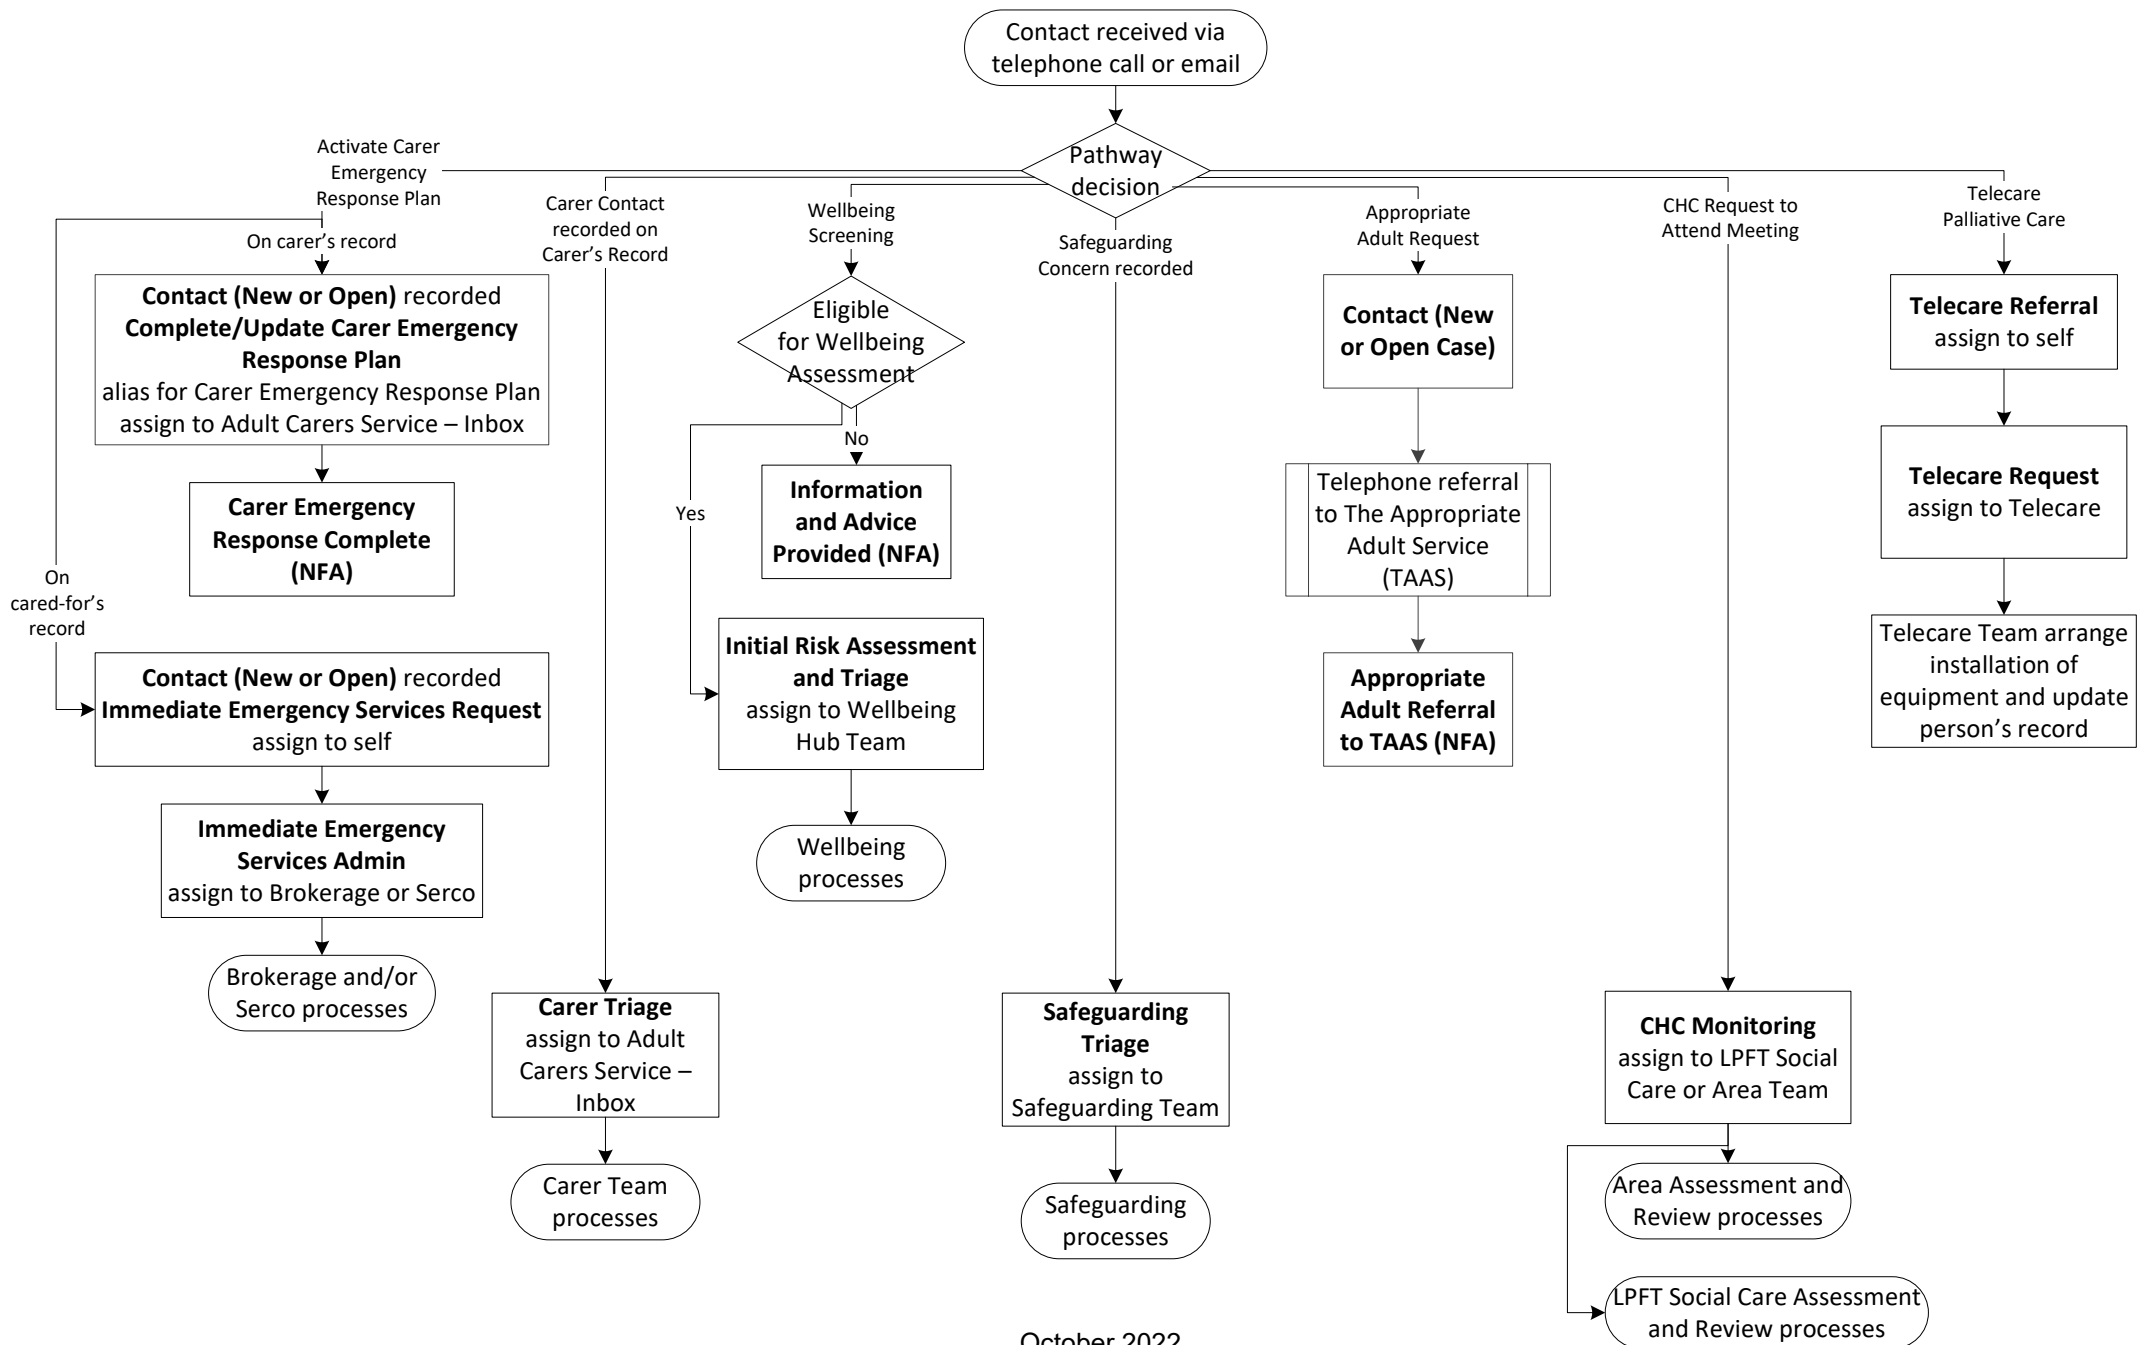 Contact received via
telephone call or email
Pathway
decision
Activate Carer
Emergency
Response Plan
On carer's record
Contact (New or Open) recorded
Complete/Update Carer Emergency
Response Plan
alias for Carer Emergency Response Plan
assign to Adult Carers Service – Inbox
Carer Emergency
Response Complete
(NFA)
On
cared-for's
record
Contact (New or Open) recorded
Immediate Emergency Services Request
assign to self
Immediate Emergency
Services Admin
assign to Brokerage or Serco
Brokerage and/or
Serco processes
Carer Contact
recorded on
Carer's Record
Carer Triage
assign to Adult
Carers Service –
Inbox
Carer Team
processes
Wellbeing
Screening
Eligible
for Wellbeing
Assessment
No
Information
and Advice
Provided (NFA)
Yes
Initial Risk Assessment
and Triage
assign to Wellbeing
Hub Team
Wellbeing
processes
Safeguarding
Concern recorded
Safeguarding
Triage
assign to
Safeguarding Team
Safeguarding
processes
Appropriate
Adult Request
Contact (New
or Open Case)
Telephone referral
to The Appropriate
Adult Service
(TAAS)
Appropriate
Adult Referral
to TAAS (NFA)
CHC Request to
Attend Meeting
CHC Monitoring
assign to LPFT Social
Care or Area Team
Area Assessment and
Review processes
LPFT Social Care Assessment
and Review processes
Telecare
Palliative Care
Telecare Referral
assign to self
Telecare Request
assign to Telecare
Telecare Team arrange
installation of
equipment and update
person's record
October 2022